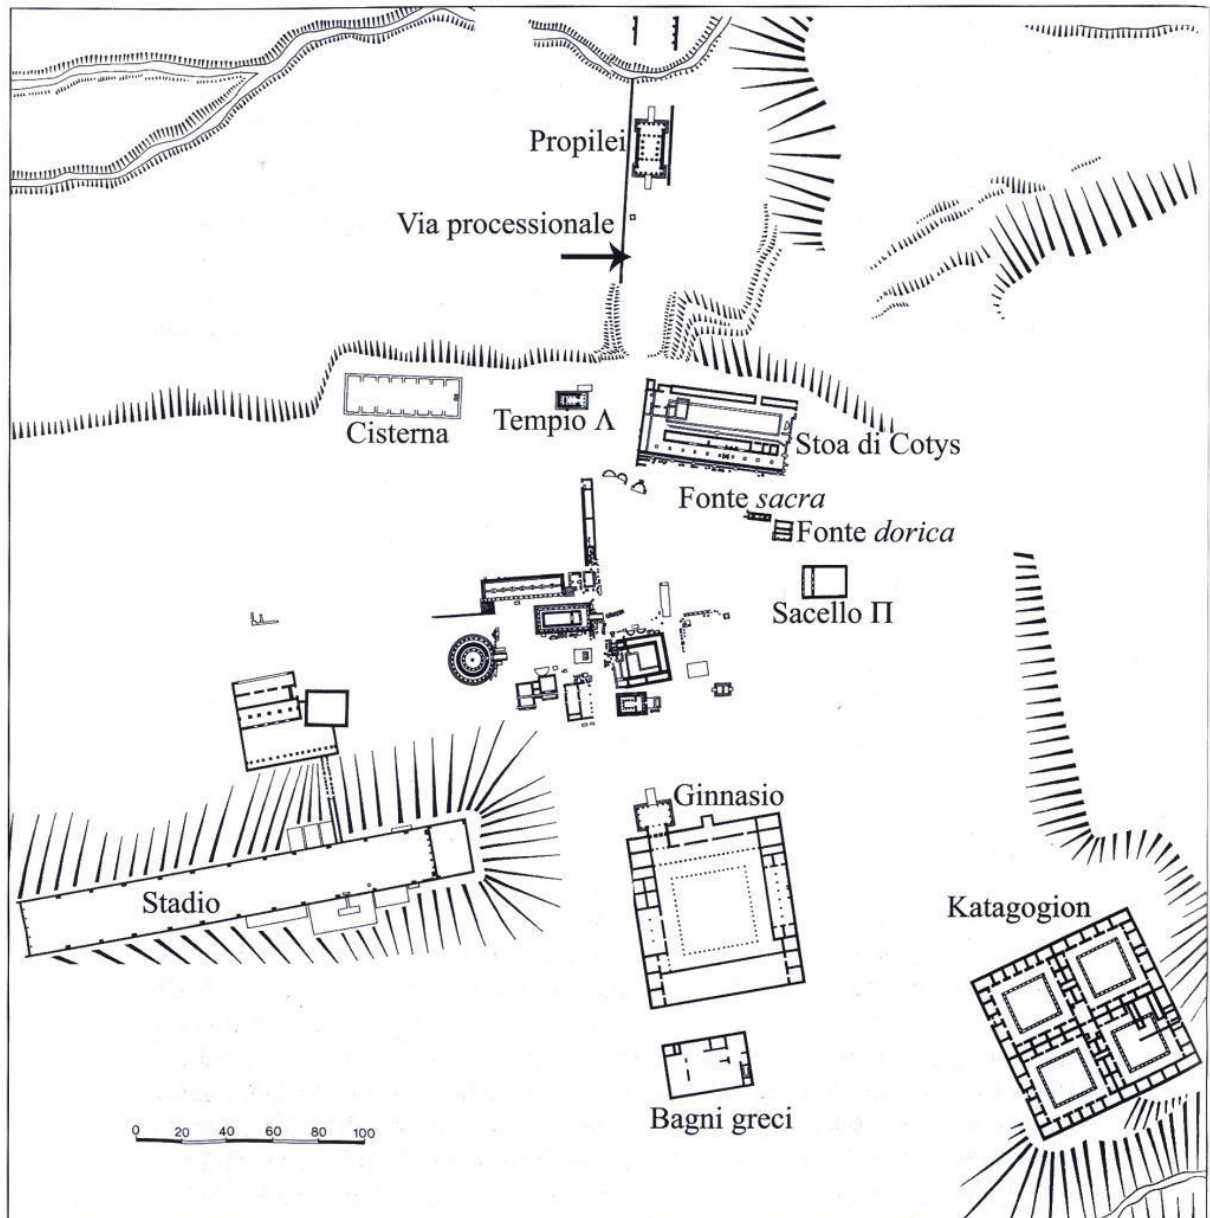 Propilei
Via processionale
Tempio Λ
Cisterna
Stoa di Cotys
Fonte sacra
Fonte dorica
Sacello Π
Ginnasio
Stadio
Katagogion
Bagni greci
0 20 40 60 80 100